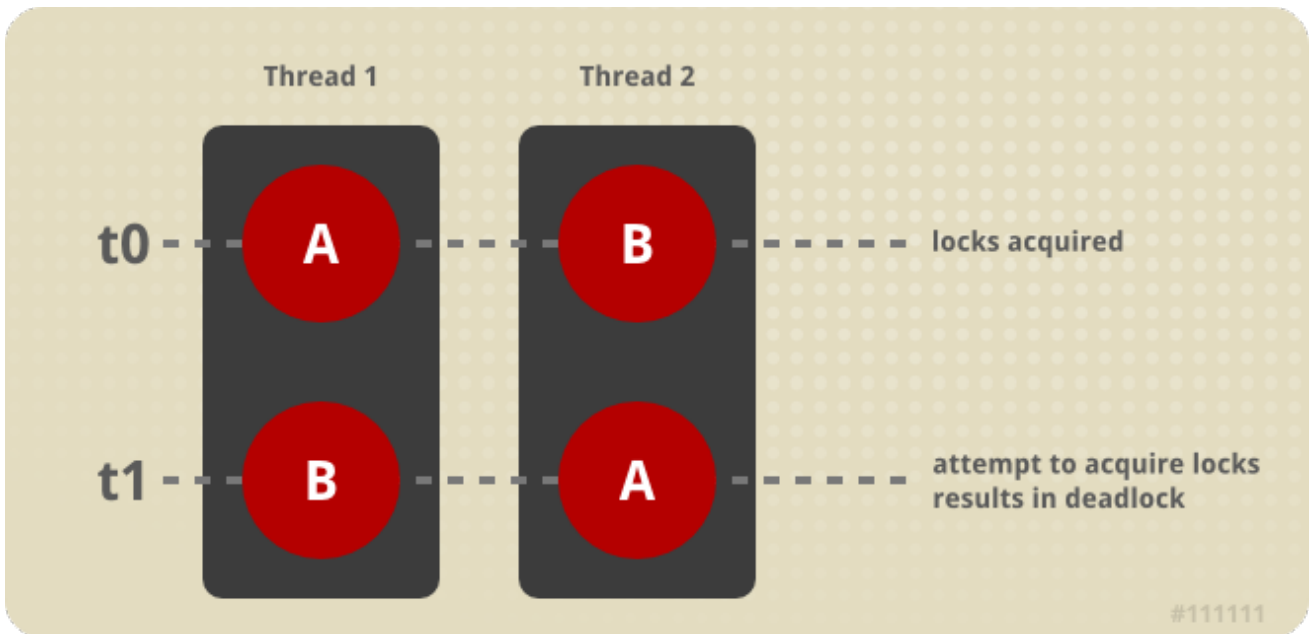 Thread 1 Thread 2
t0 A B locks acquired
t1 B A attempt to acquire locks
results in deadlock
#111111